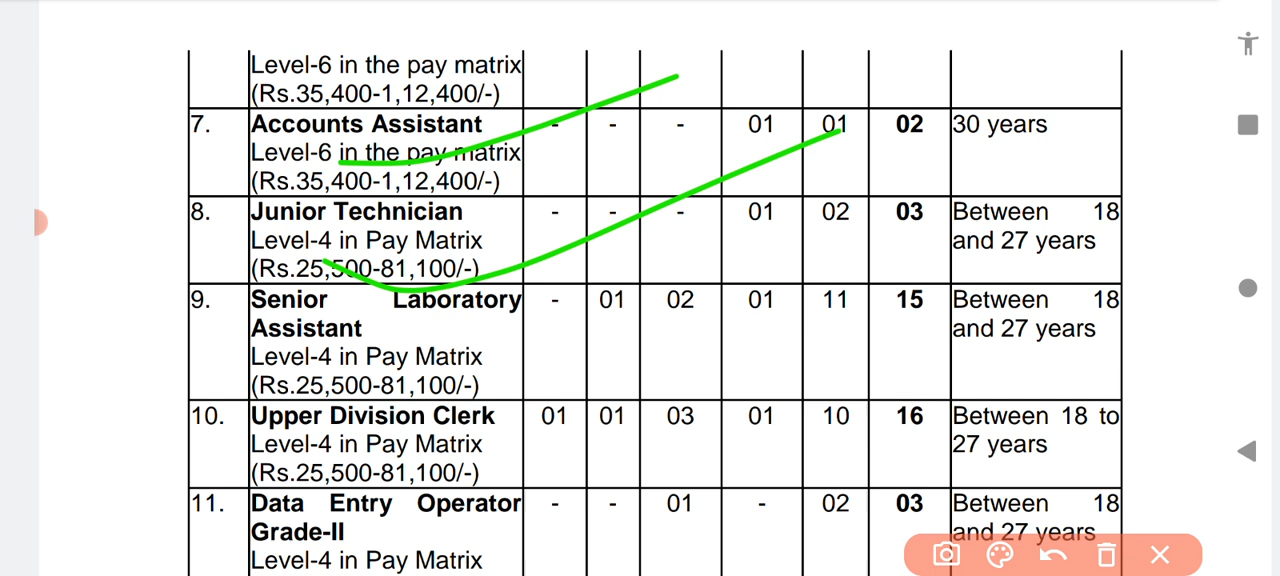 Level-6 in the pay matrix
(Rs.35,400-1,12,400/-)
7. Accounts Assistant - - - 01 01 02 30 years
Level-6 in the pay matrix
(Rs.35,400-1,12,400/-)
8. Junior Technician - - - 01 02 03 Between 18
Level-4 in Pay Matrix and 27 years
(Rs.25,500-81,100/-)
9. Senior Laboratory - 01 02 01 11 15 Between 18
Assistant and 27 years
Level-4 in Pay Matrix
(Rs.25,500-81,100/-)
10. Upper Division Clerk 01 01 03 01 10 16 Between 18 to
Level-4 in Pay Matrix 27 years
(Rs.25,500-81,100/-)
11. Data Entry Operator - - 01 - 02 03 Between 18
Grade-II and 27 years
Level-4 in Pay Matrix